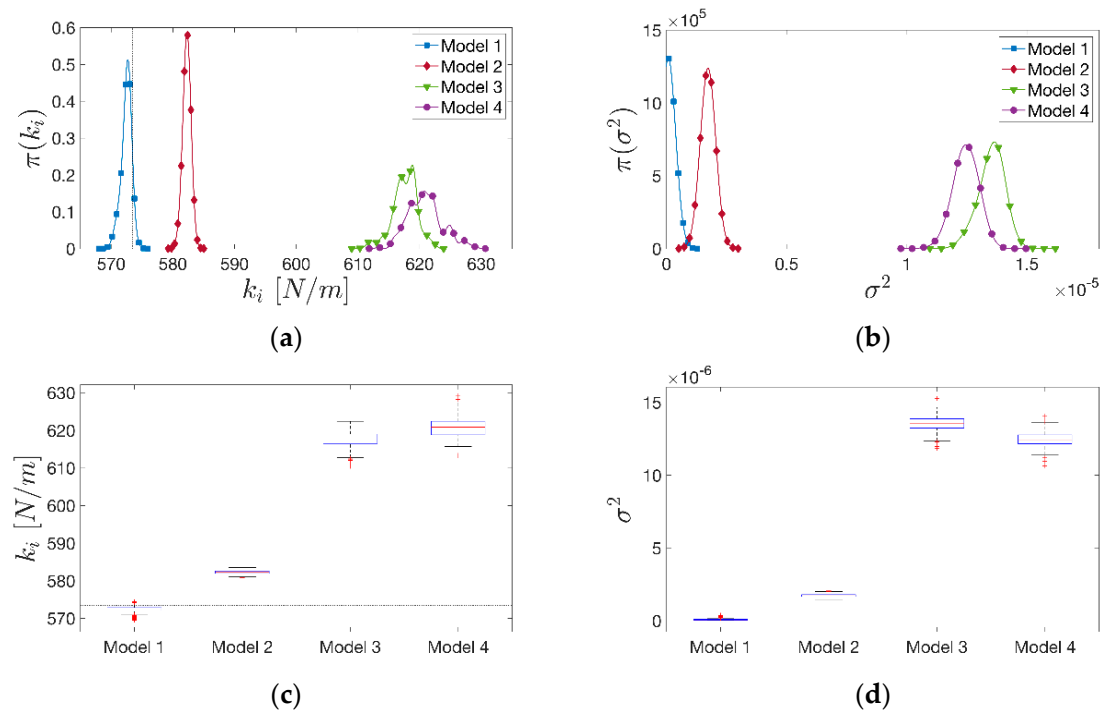 0.6
0.5
0.4
0.3
0.2
0.1
0
π(k_i)
570 580 590 600 610 620 630
k_i [N/m]
Model 1
Model 2
Model 3
Model 4
(a)
×10^5
15
10
5
0
π(σ^2)
0 0.5 1 1.5
×10^-5
σ^2
Model 1
Model 2
Model 3
Model 4
(b)
630
620
610
600
590
580
570
k_i [N/m]
Model 1 Model 2 Model 3 Model 4
(c)
×10^-6
15
10
5
0
σ^2
Model 1 Model 2 Model 3 Model 4
(d)